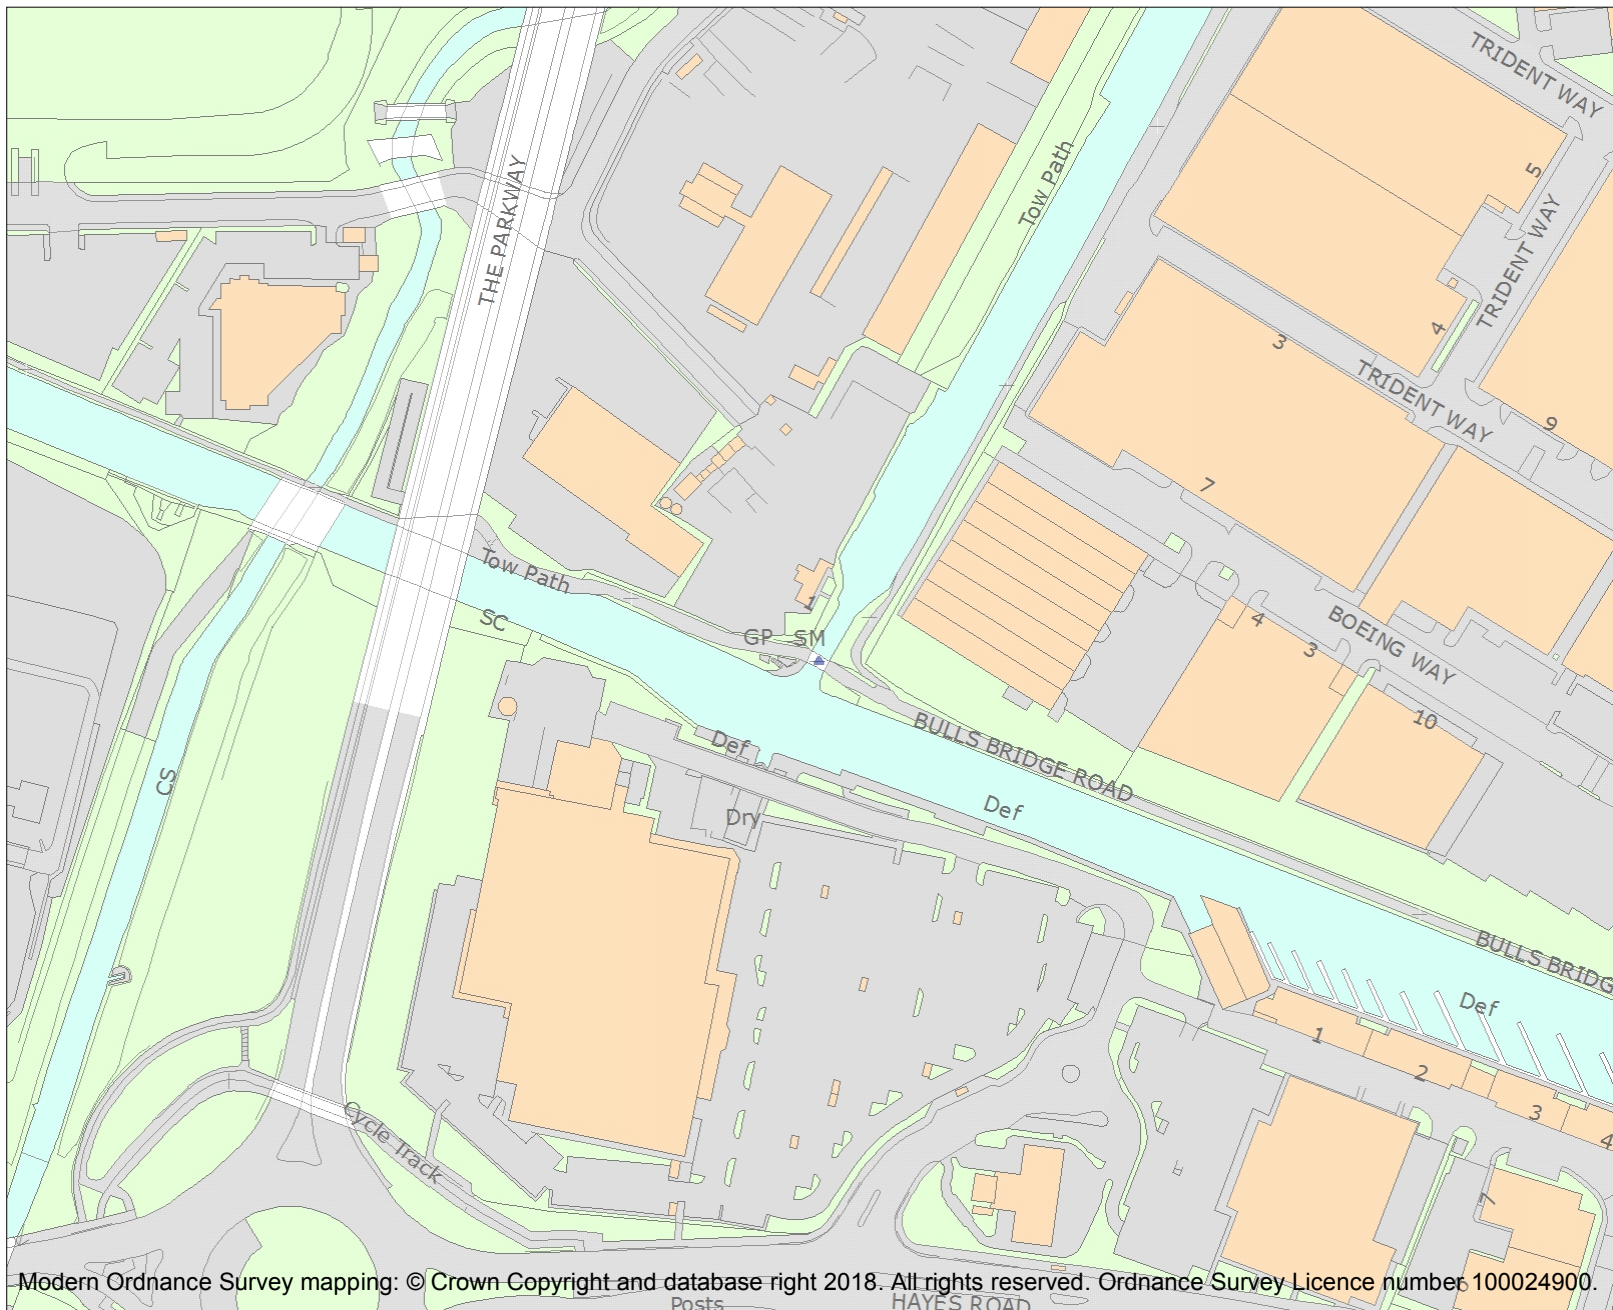 TRIDENT WAY
THE PARKWAY
Tow Path
5
TRIDENT WAY
4
3
TRIDENT WAY
9
7
Tow Path
SC
1
GP SM
4
3
BOEING WAY
10
BULLS BRIDGE ROAD
Def
CS
Def
Dry
BULLS BRIDG
Def
1
2
3
4
Cycle Track
7
Modern Ordnance Survey mapping: © Crown Copyright and database right 2018. All rights reserved. Ordnance Survey Licence number 100024900.
Posts
HAYES ROAD